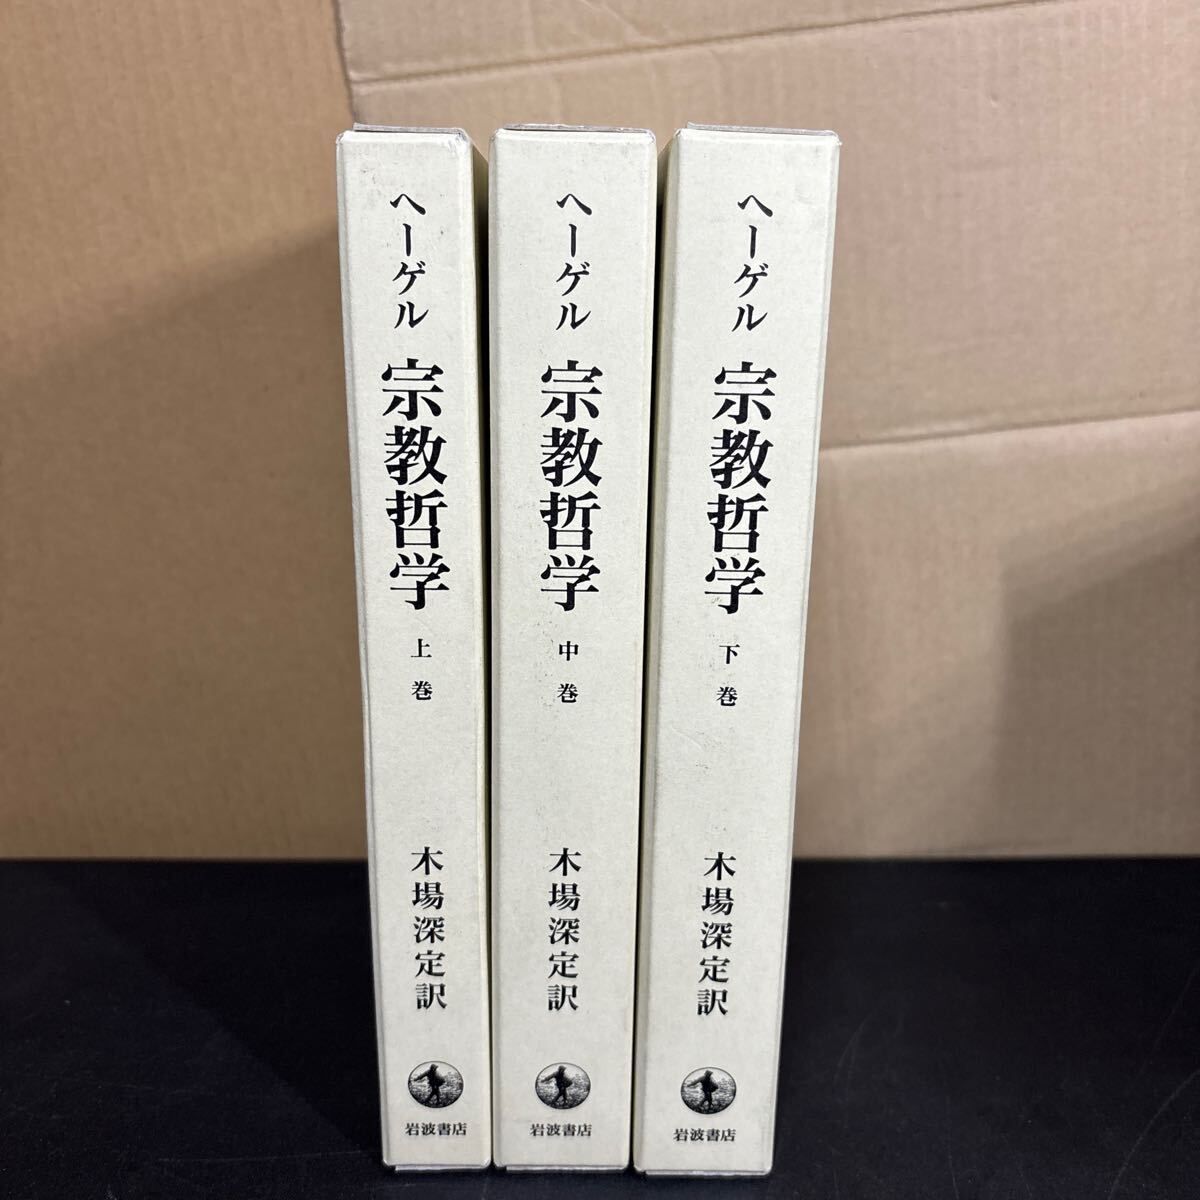 ヘーゲル
宗教哲学
上巻
木場深定訳
岩波書店
ヘーゲル
宗教哲学
中巻
木場深定訳
岩波書店
ヘーゲル
宗教哲学
下巻
木場深定訳
岩波書店